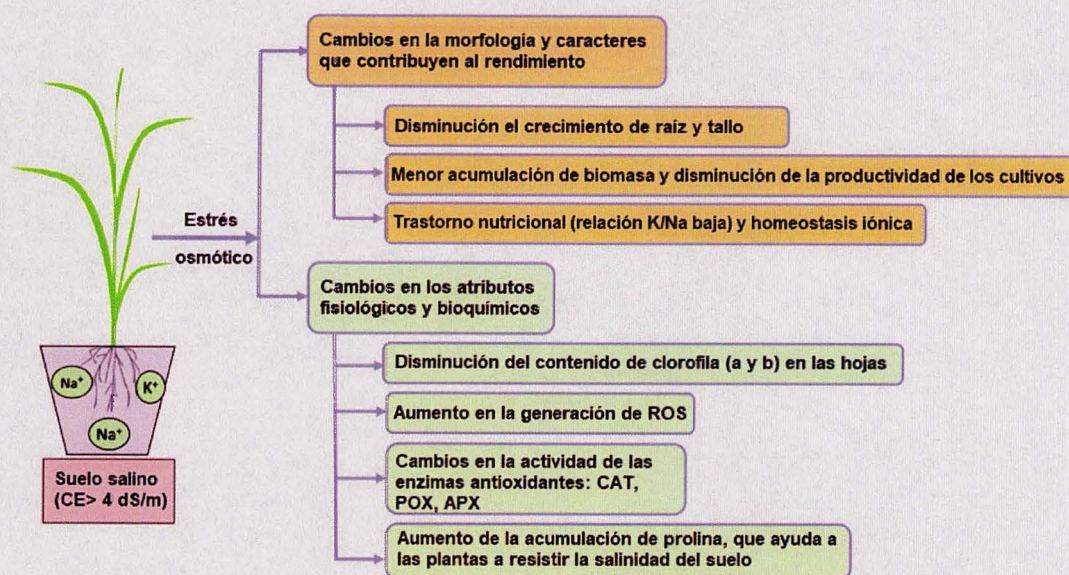 Cambios en la morfología y caracteres
que contribuyen al rendimiento
Disminución el crecimiento de raíz y tallo
Menor acumulación de biomasa y disminución de la productividad de los cultivos
Trastorno nutricional (relación K/Na baja) y homeostasis iónica
Estrés
osmótico
Cambios en los atributos
fisiológicos y bioquímicos
Disminución del contenido de clorofila (a y b) en las hojas
Aumento en la generación de ROS
Cambios en la actividad de las
enzimas antioxidantes: CAT,
POX, APX
Aumento de la acumulación de prolina, que ayuda a
las plantas a resistir la salinidad del suelo
Na⁺
K⁺
Na⁺
Suelo salino
(CE> 4 dS/m)